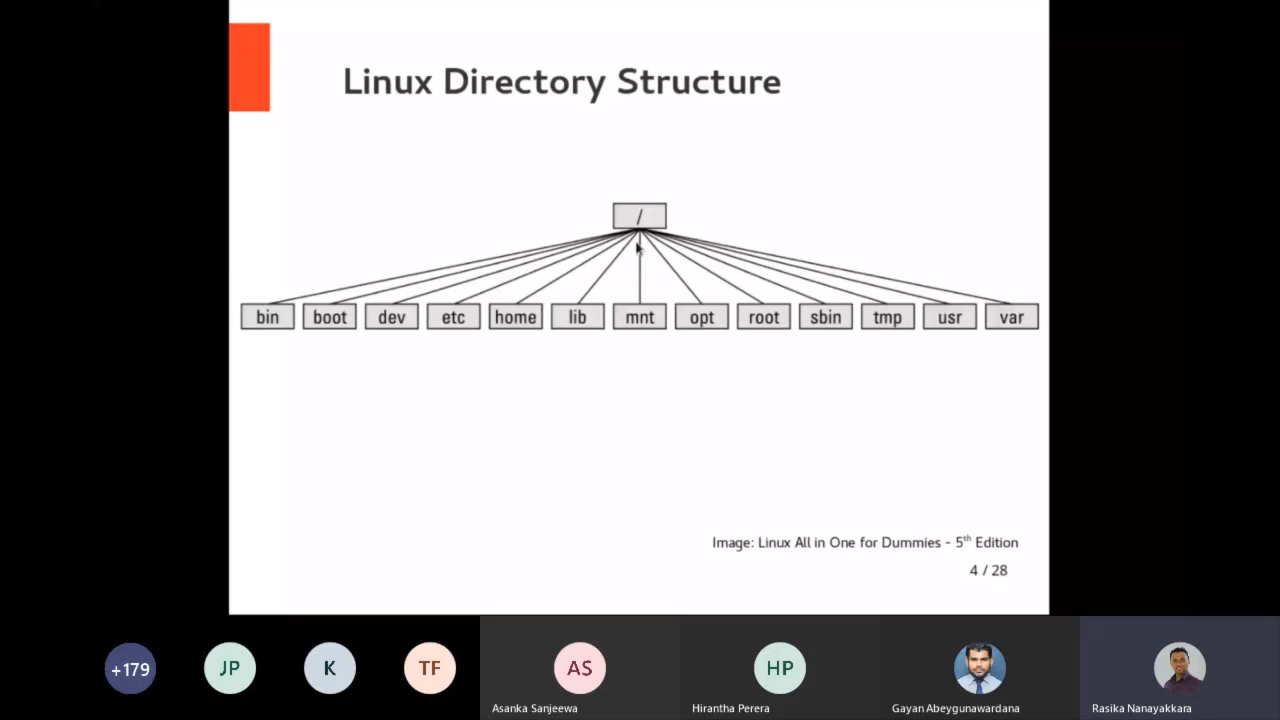 Linux Directory Structure
/
bin boot dev etc home lib mnt opt root sbin tmp usr var
Image: Linux All in One for Dummies - 5th Edition
4 / 28
+179 JP K TF AS HP
Asanka Sanjeewa Hirantha Perera Gayan Abeygunawardana Rasika Nanayakkara